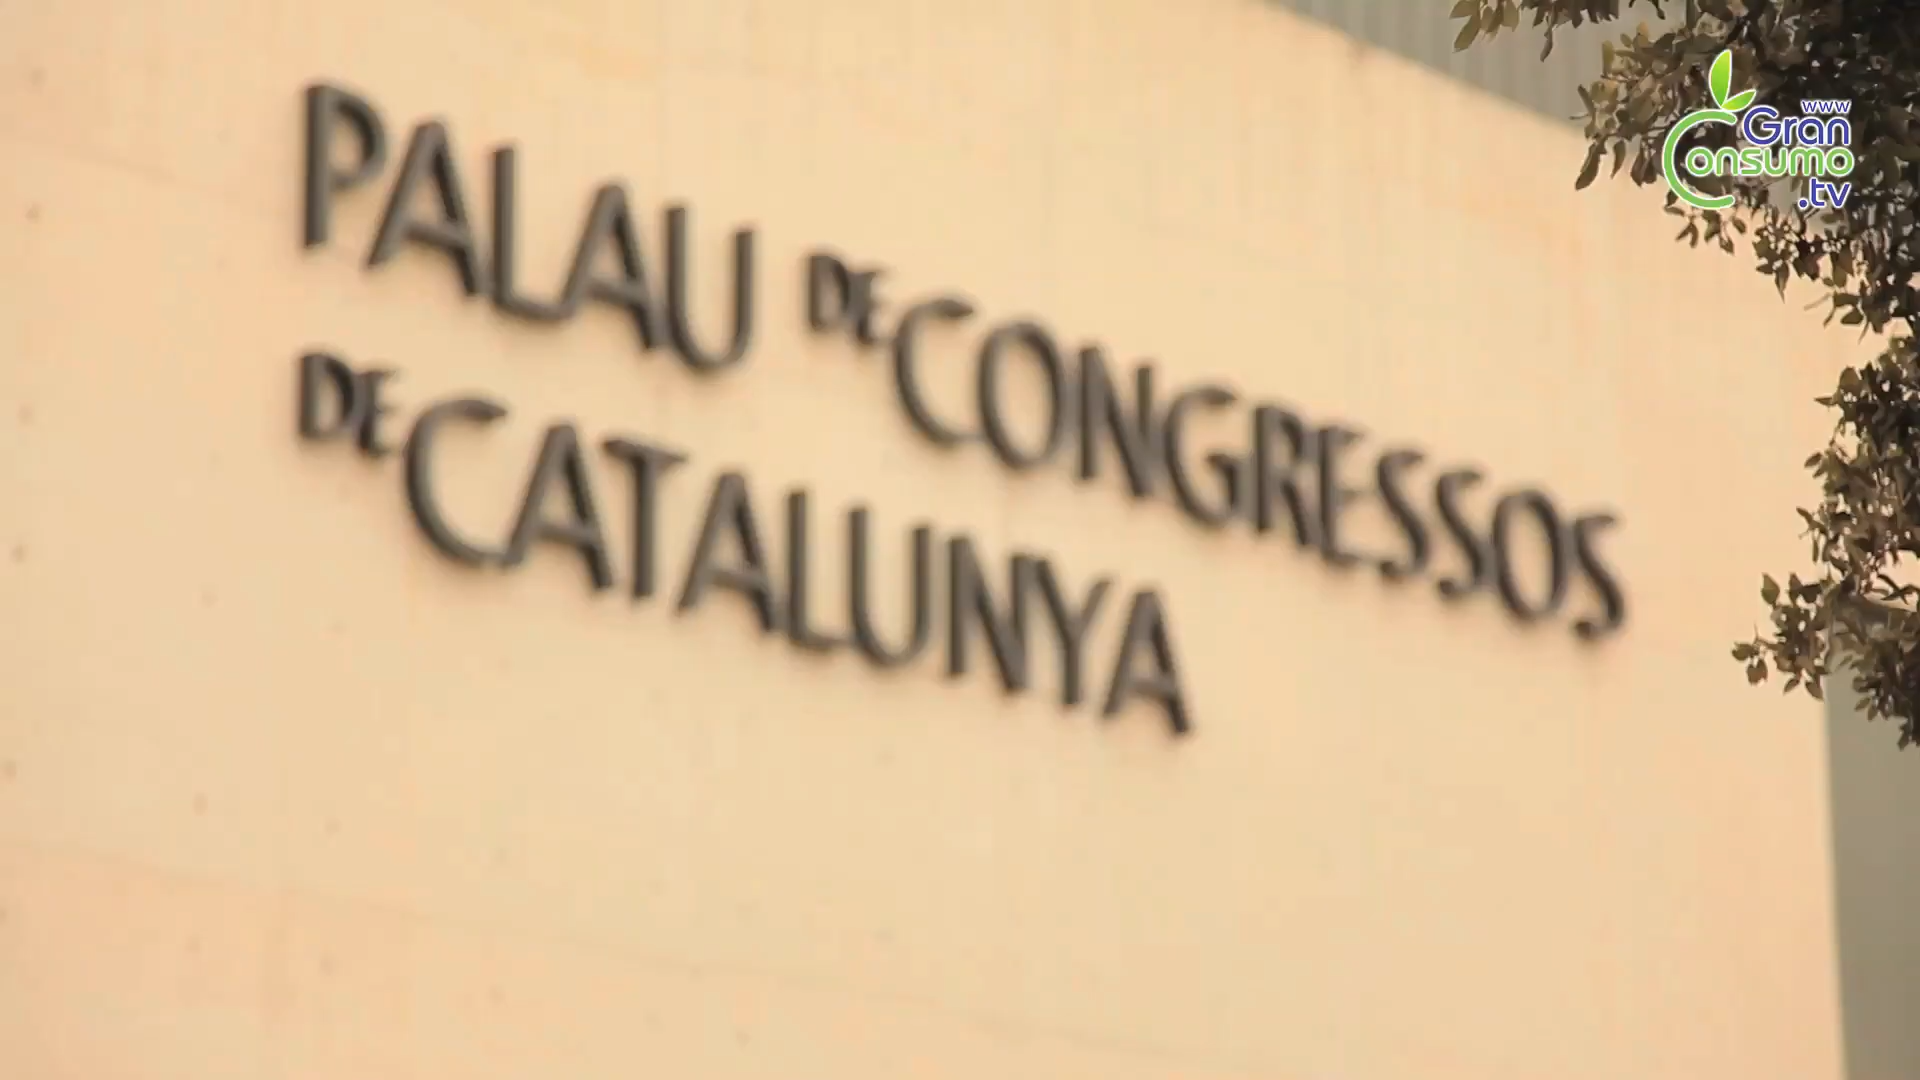 PALAU DE CONGRESSOS
DE CATALUNYA
www
Gran
Consumo
.tv